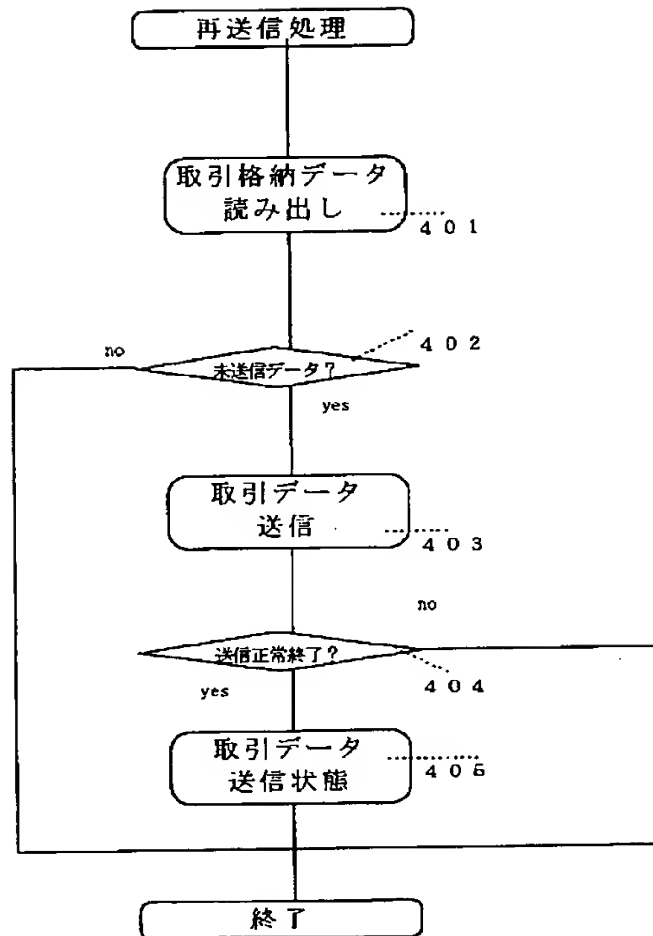 再送信処理
取引格納データ
読み出し
401
402
no
未送信データ?
yes
取引データ
送信
403
no
送信正常終了?
404
yes
取引データ
送信状態
405
終了